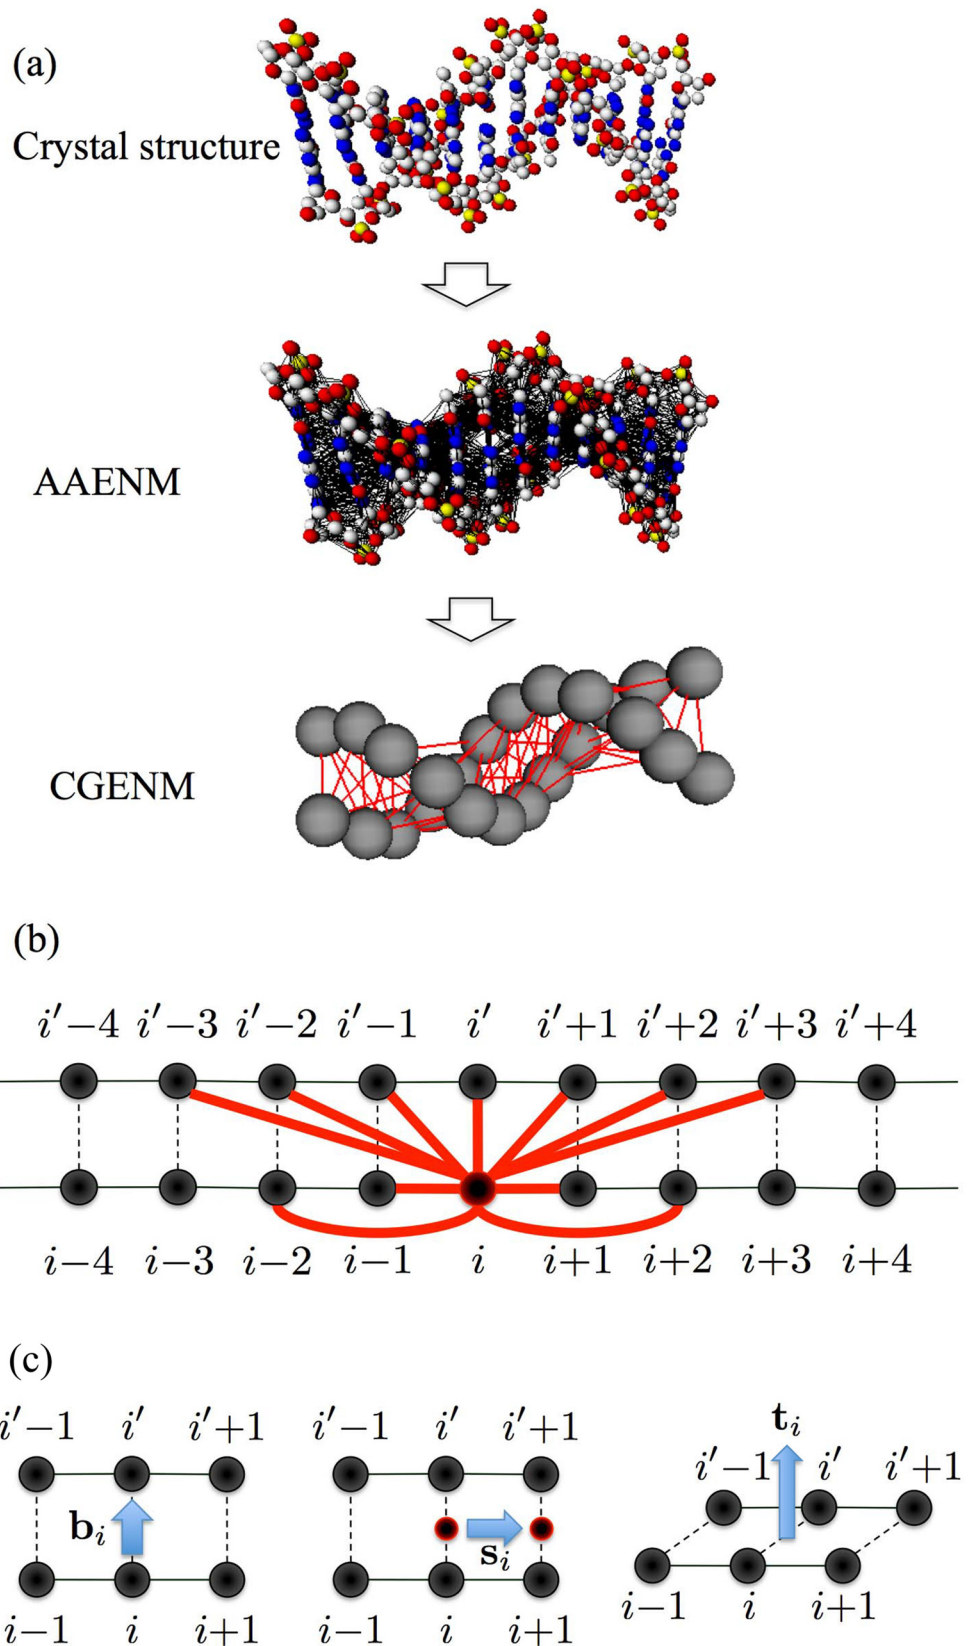 (a)
Crystal structure
AAENM
CGENM
(b)
i′−4 i′−3 i′−2 i′−1 i′ i′+1 i′+2 i′+3 i′+4
i−4 i−3 i−2 i−1 i i+1 i+2 i+3 i+4
(c)
i′−1 i′ i′+1
b_i
i−1 i i+1
i′−1 i′ i′+1
s_i
i−1 i i+1
t_i
i′−1 i′ i′+1
i−1 i i+1